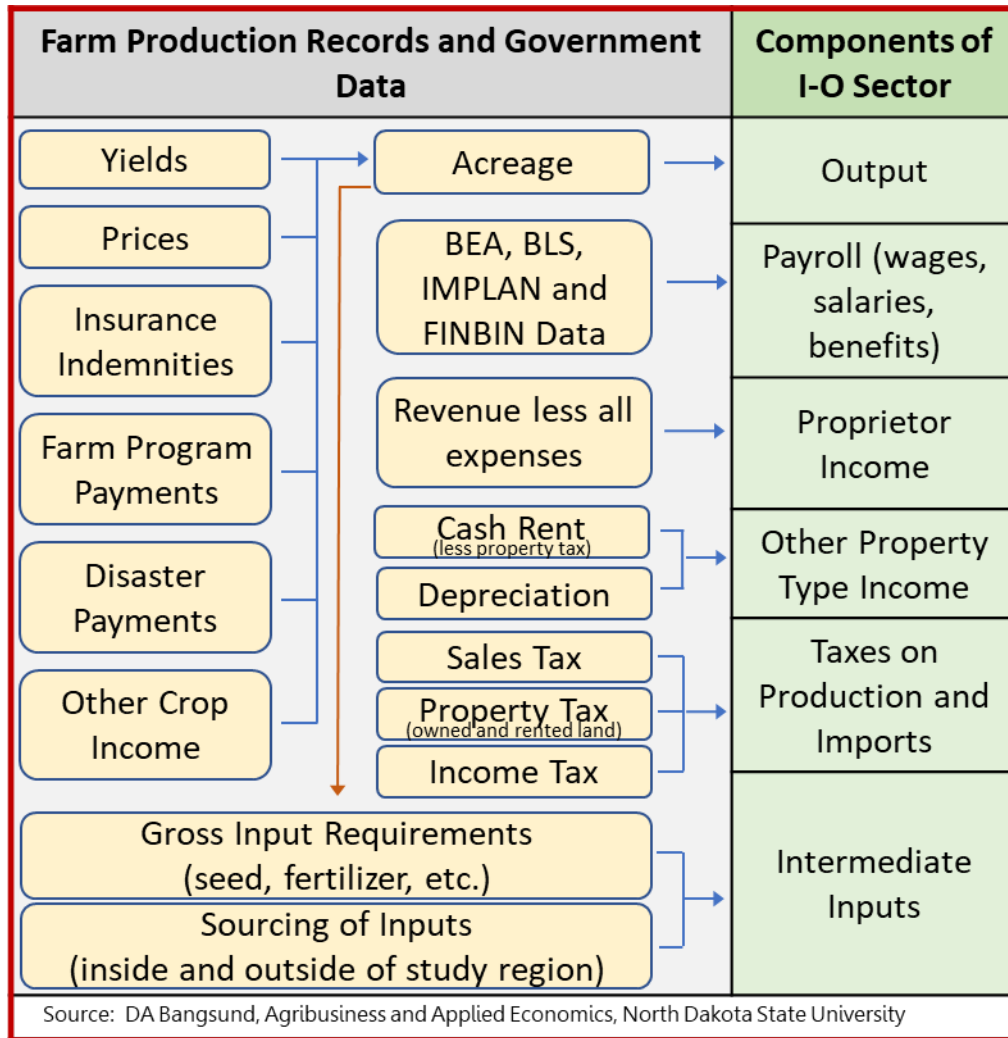 Farm Production Records and Government
Data
Components of
I-O Sector
Yields
Prices
Insurance
Indemnities
Farm Program
Payments
Disaster
Payments
Other Crop
Income
Acreage
BEA, BLS,
IMPLAN and
FINBIN Data
Revenue less all
expenses
Cash Rent
(less property tax)
Depreciation
Sales Tax
Property Tax
(owned and rented land)
Income Tax
Gross Input Requirements
(seed, fertilizer, etc.)
Sourcing of Inputs
(inside and outside of study region)
Output
Payroll (wages,
salaries,
benefits)
Proprietor
Income
Other Property
Type Income
Taxes on
Production and
Imports
Intermediate
Inputs
Source: DA Bangsund, Agribusiness and Applied Economics, North Dakota State University